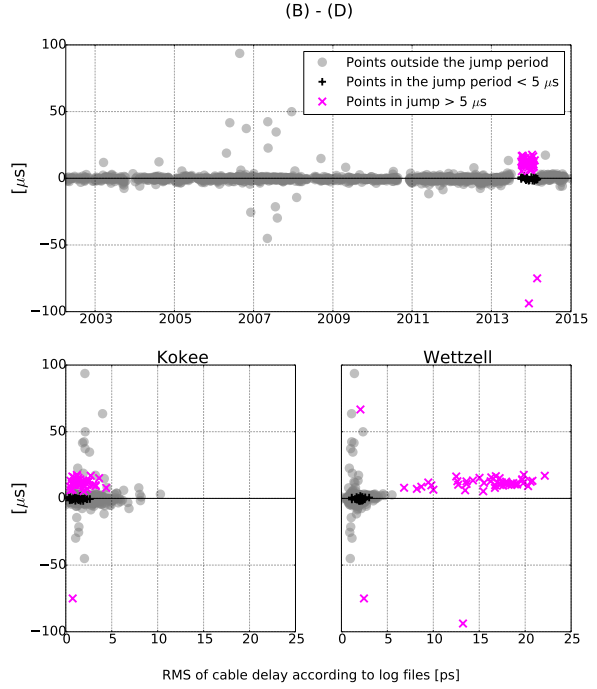 (B) - (D)
100
50
0
−50
−100
[μs]
Points outside the jump period
Points in the jump period < 5 μs
Points in jump > 5 μs
2003 2005 2007 2009 2011 2013 2015
Kokee Wettzell
100
50
0
−50
−100
[μs]
0 5 10 15 20 25 0 5 10 15 20 25
RMS of cable delay according to log files [ps]